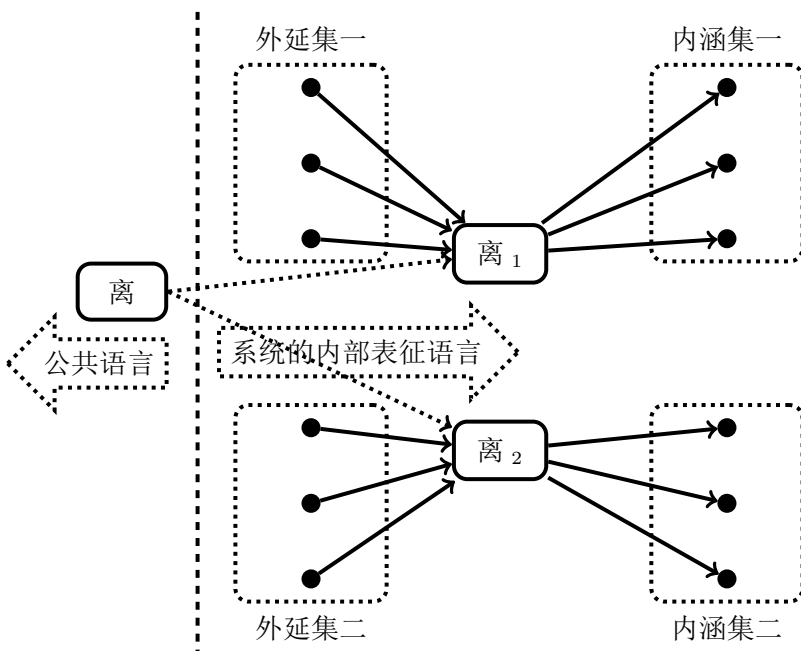 外延集一
内涵集一
离 1
离
公共语言
系统的内部表征语言
离 2
外延集二
内涵集二